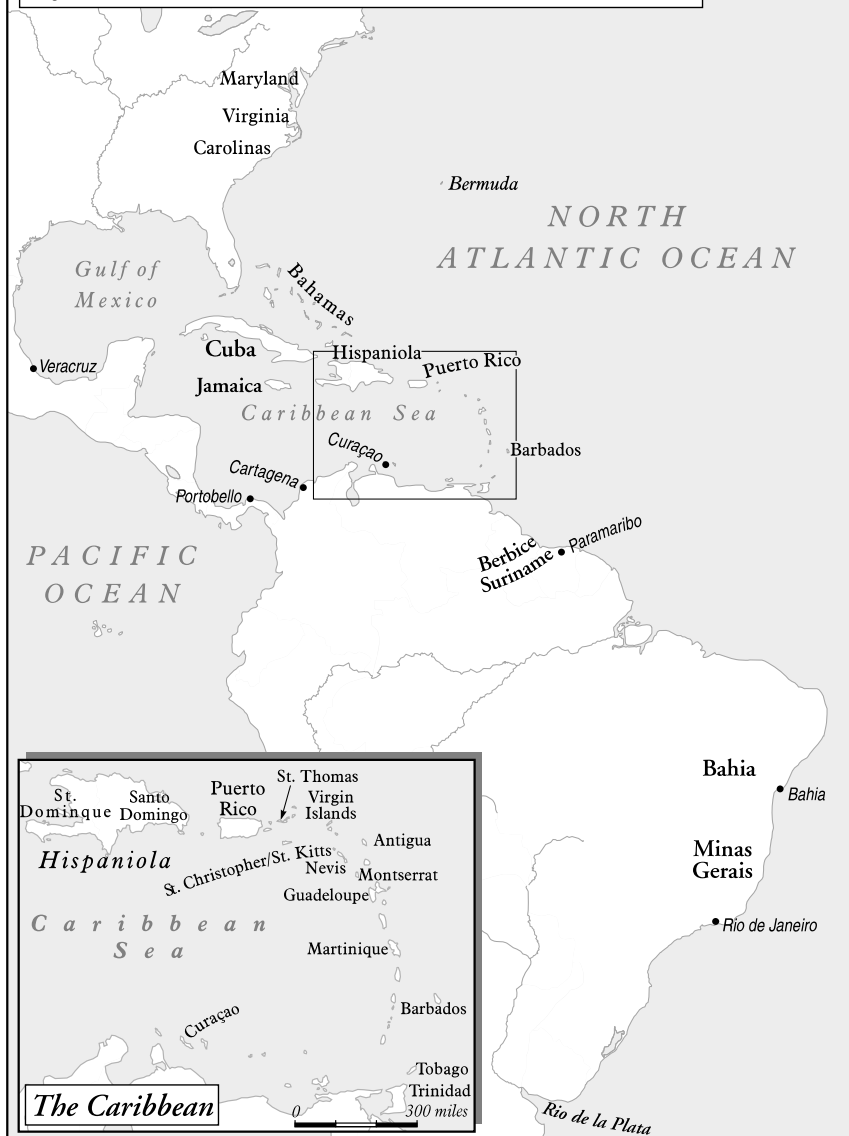 Maryland
Virginia
Carolinas
Bermuda
NORTH
ATLANTIC OCEAN
Gulf of
Mexico
Bahamas
Cuba
Hispaniola
Puerto Rico
Veracruz
Jamaica
Caribbean Sea
Curaçao
Barbados
Cartagena
Portobello
PACIFIC
OCEAN
Berbice
Suriname
Paramaribo
Bahia
Bahia
Minas
Gerais
Rio de Janeiro
Rio de la Plata
St.
Dominque
Santo
Domingo
Puerto
Rico
St. Thomas
Virgin
Islands
Hispaniola
Antigua
St. Christopher/St. Kitts
Nevis
Montserrat
Guadeloupe
Caribbean
Sea
Martinique
Curaçao
Barbados
Tobago
Trinidad
The Caribbean
0 300 miles